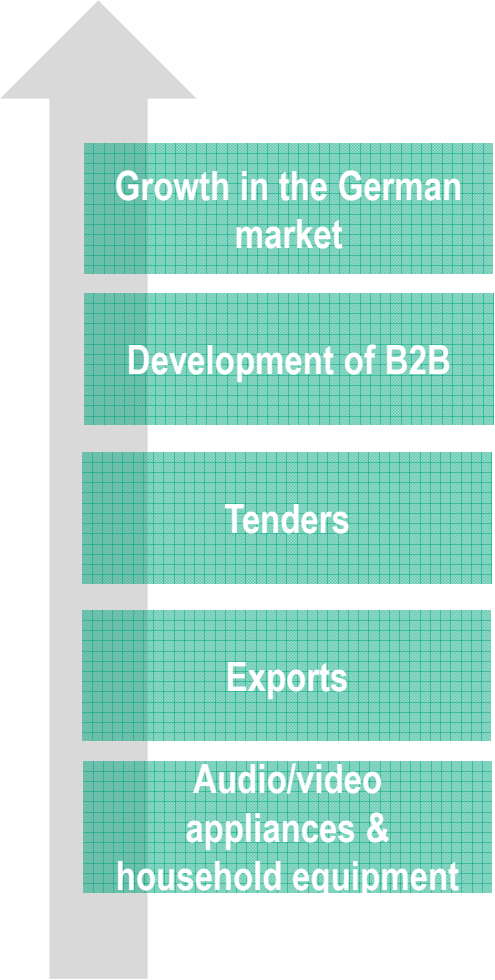 Growth in the German
market
Development of B2B
Tenders
Exports
Audio/video
appliances &
household equipment